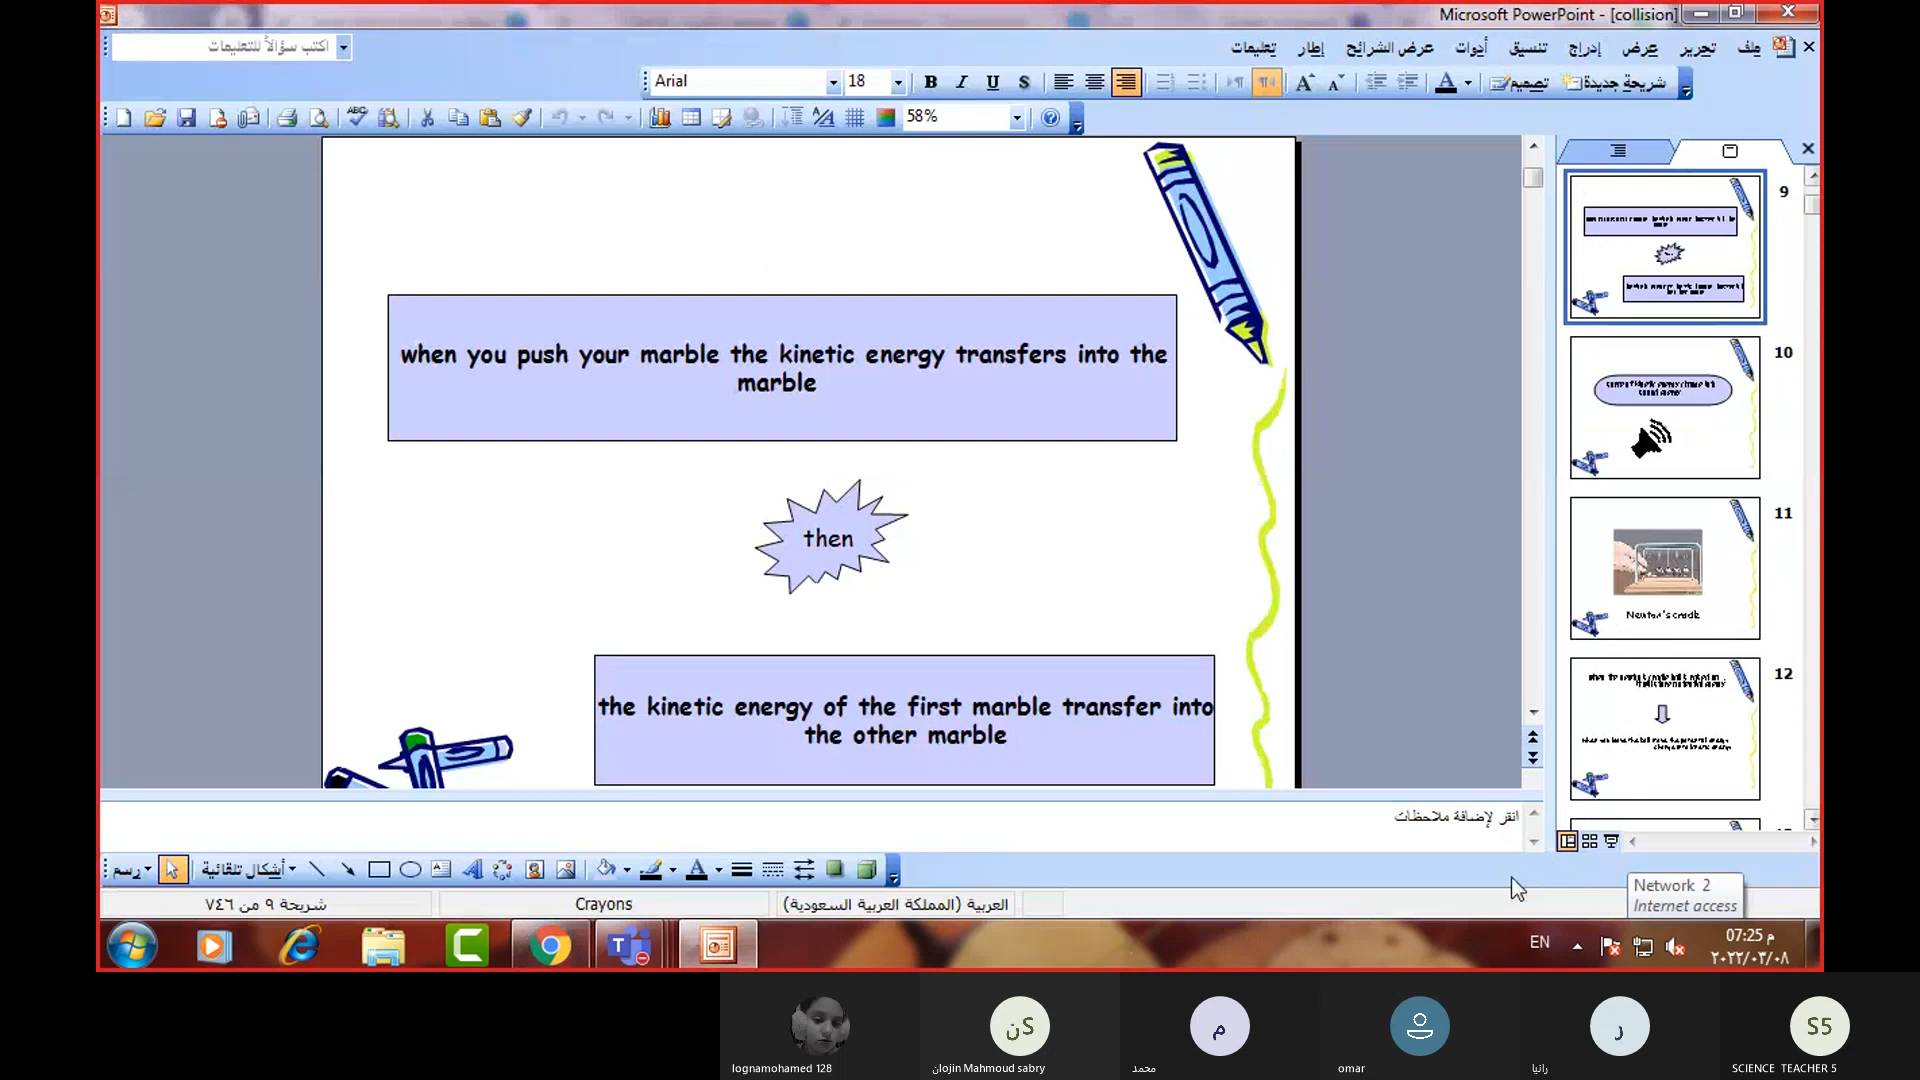 Microsoft PowerPoint - [collision]
ملف تحرير عرض إدراج تنسيق أدوات عرض الشرائح إطار تعليمات
اكتب سؤالاً للتعليمات
Arial 18 B I U S
تصميم شريحة جديدة
58%
when you push your marble the kinetic energy transfers into the
marble
then
the kinetic energy of the first marble transfer into
the other marble
9
10
11
Newton's cradle
12
انقر لإضافة ملاحظات
رسم أشكال تلقائية
شريحة ٩ من ٧٤٦
Crayons
العربية (المملكة العربية السعودية)
Network 2
Internet access
EN
07:25 م
٢٠٢٢/٠٣/٠٨
نS
م
ر
S5
lognamohamed 128
نlojin Mahmoud sabry
محمد
omar
رانيا
SCIENCE TEACHER 5